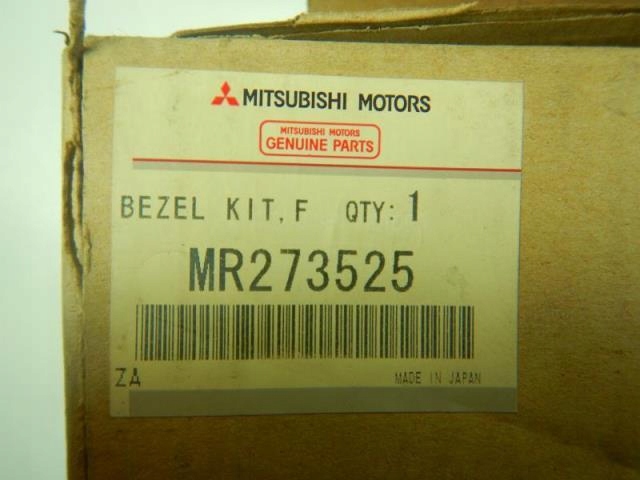 MITSUBISHI MOTORS
MITSUBISHI MOTORS
GENUINE PARTS
BEZEL KIT, F QTY: 1
MR273525
ZA MADE IN JAPAN